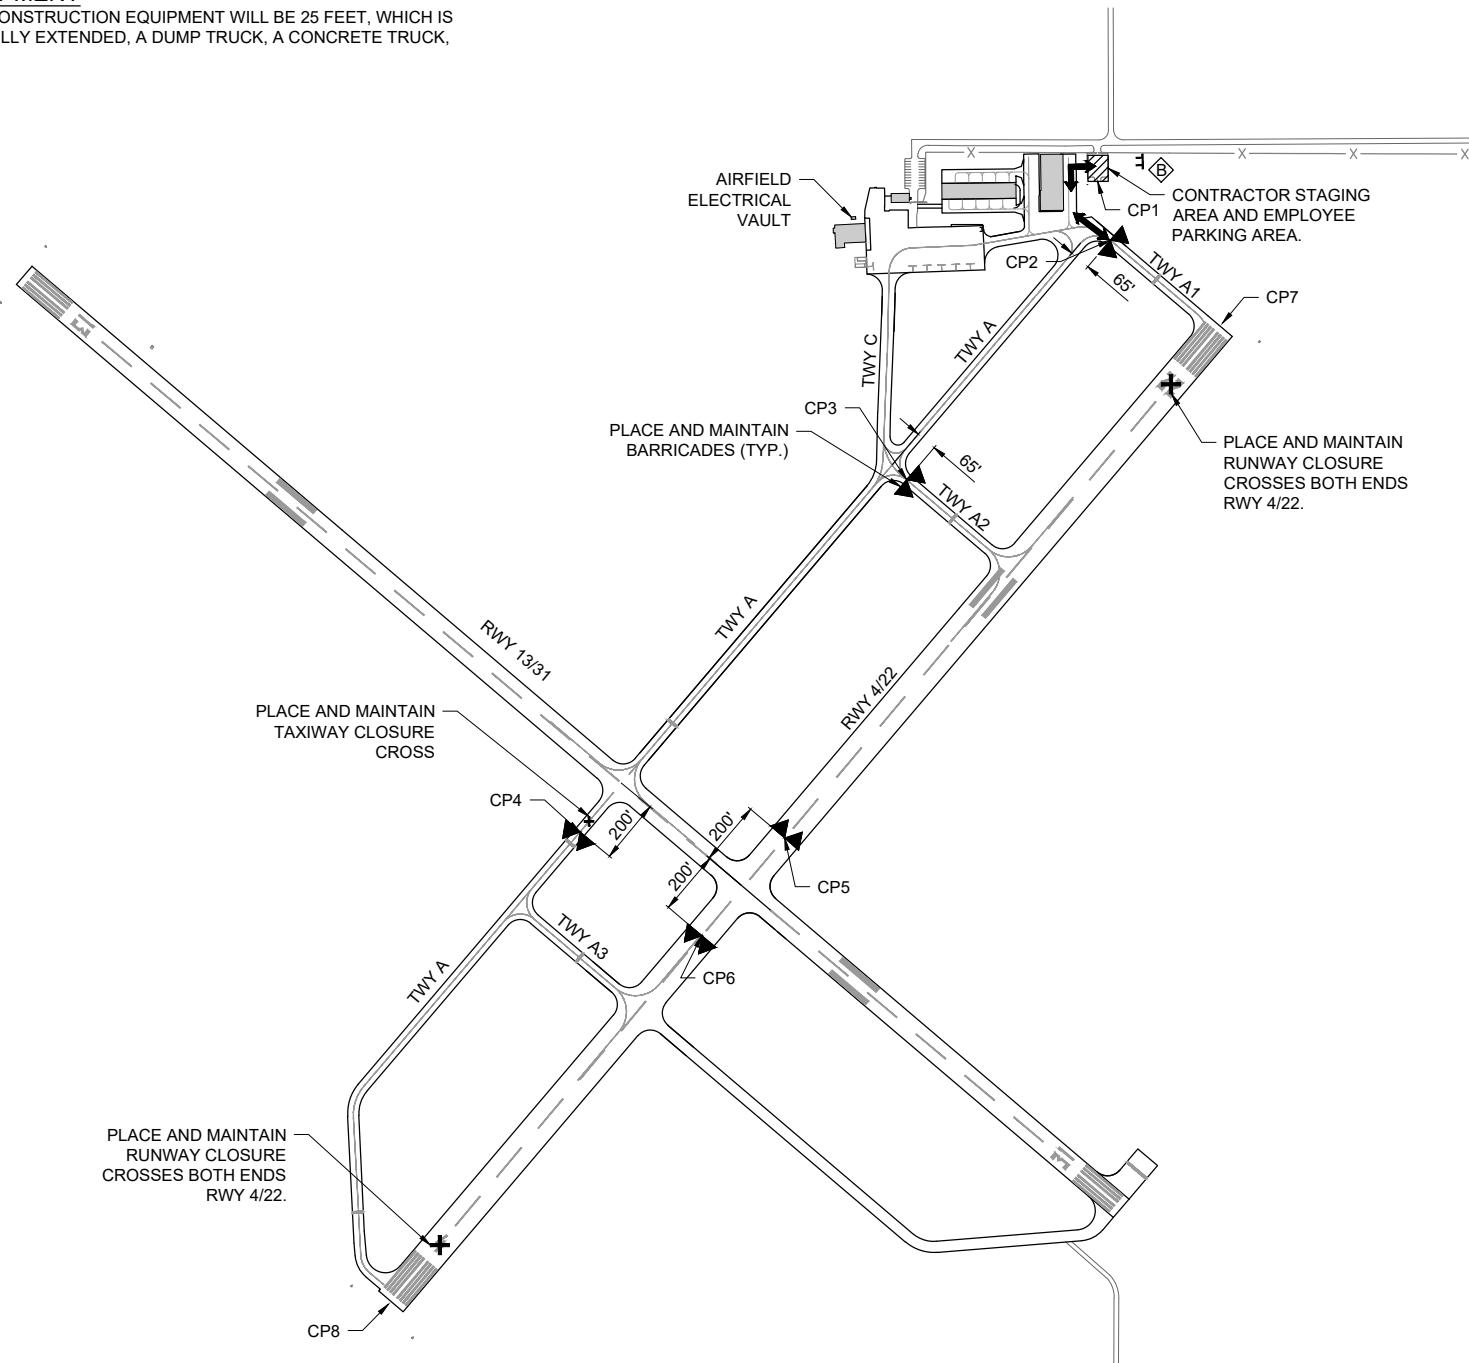 CONSTRUCTION EQUIPMENT WILL BE 25 FEET, WHICH IS
LLY EXTENDED, A DUMP TRUCK, A CONCRETE TRUCK,
X
X
X
X
B
AIRFIELD
ELECTRICAL
VAULT
CP1
CONTRACTOR STAGING
AREA AND EMPLOYEE
PARKING AREA.
CP2
65'
TWY A1
CP7
13
TWY C
TWY A
CP3
PLACE AND MAINTAIN
BARRICADES (TYP.)
65'
TWY A2
PLACE AND MAINTAIN
RUNWAY CLOSURE
CROSSES BOTH ENDS
RWY 4/22.
TWY A
RWY 13/31
RWY 4/22
PLACE AND MAINTAIN
TAXIWAY CLOSURE
CROSS
CP4
200'
200'
200'
CP5
TWY A3
CP6
TWY A
31
PLACE AND MAINTAIN
RUNWAY CLOSURE
CROSSES BOTH ENDS
RWY 4/22.
CP8